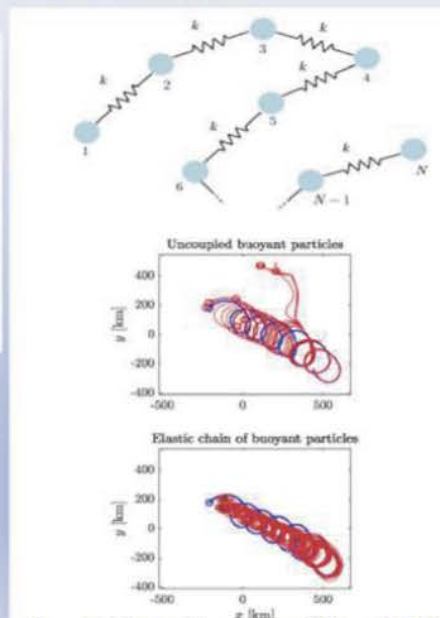 k
3
k
k
2
k
4
k
5
1
k
k
6
N − 1
N
Uncoupled buoyant particles
y [km]
400
200
0
-200
-400
-500
0
500
Elastic chain of buoyant particles
y [km]
400
200
0
-200
-400
-500
0
500
x [km]